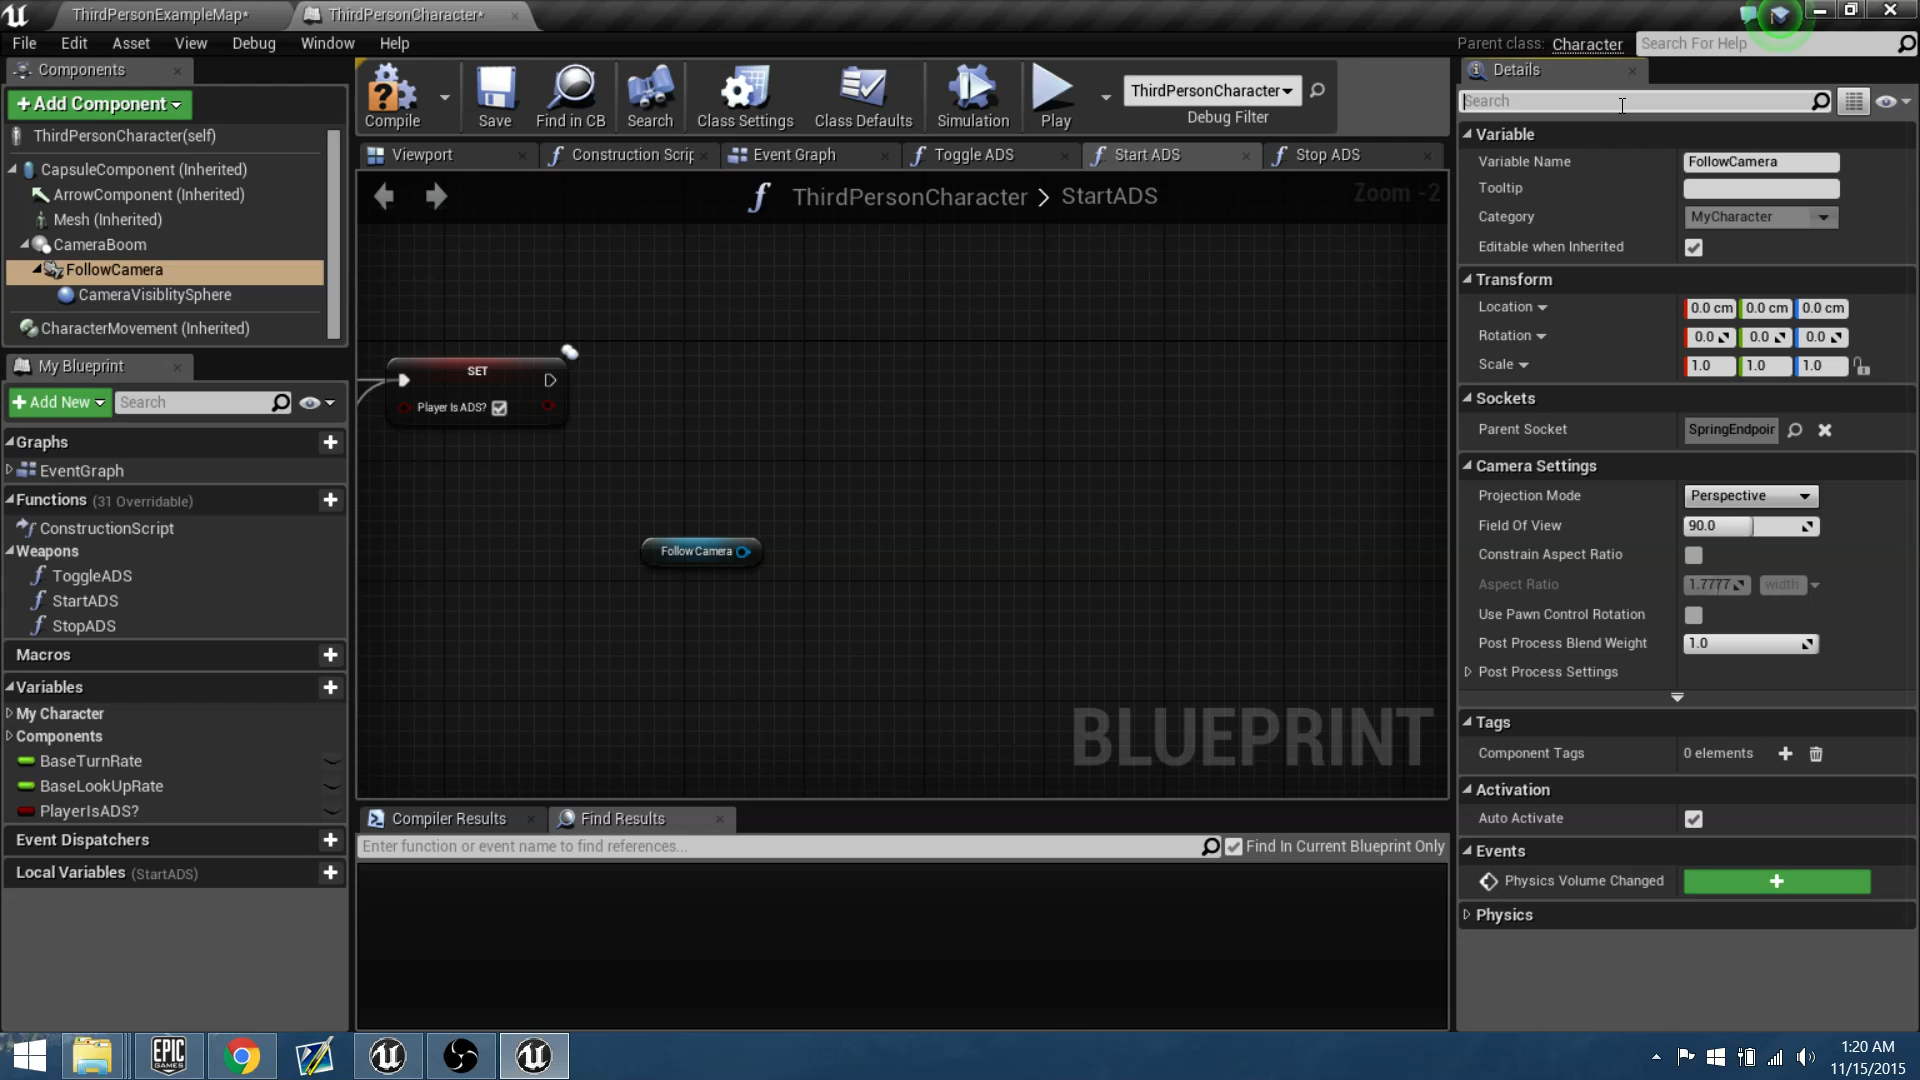 ThirdPersonExampleMap*
ThirdPersonCharacter*
File Edit Asset View Debug Window Help
Parent class: Character
Search For Help
Components
+Add Component
ThirdPersonCharacter(self)
CapsuleComponent (Inherited)
ArrowComponent (Inherited)
Mesh (Inherited)
CameraBoom
FollowCamera
CameraVisiblitySphere
CharacterMovement (Inherited)
My Blueprint
+Add New
Search
Graphs
EventGraph
Functions (31 Overridable)
ConstructionScript
Weapons
ToggleADS
StartADS
StopADS
Macros
Variables
My Character
Components
BaseTurnRate
BaseLookUpRate
PlayerIsADS?
Event Dispatchers
Local Variables (StartADS)
Compile
Save
Find in CB
Search
Class Settings
Class Defaults
Simulation
Play
ThirdPersonCharacter
Debug Filter
Viewport
Construction Scrip
Event Graph
Toggle ADS
Start ADS
Stop ADS
ThirdPersonCharacter > StartADS
Zoom -2
SET
Player Is ADS?
Follow Camera
BLUEPRINT
Compiler Results
Find Results
Enter function or event name to find references...
Find In Current Blueprint Only
Details
Search
Variable
Variable Name FollowCamera
Tooltip
Category MyCharacter
Editable when Inherited
Transform
Location 0.0 cm 0.0 cm 0.0 cm
Rotation 0.0 0.0 0.0
Scale 1.0 1.0 1.0
Sockets
Parent Socket SpringEndpoir
Camera Settings
Projection Mode Perspective
Field Of View 90.0
Constrain Aspect Ratio
Aspect Ratio 1.7777 width
Use Pawn Control Rotation
Post Process Blend Weight 1.0
Post Process Settings
Tags
Component Tags 0 elements
Activation
Auto Activate
Events
Physics Volume Changed
Physics
EPIC
GAMES
1:20 AM
11/15/2015